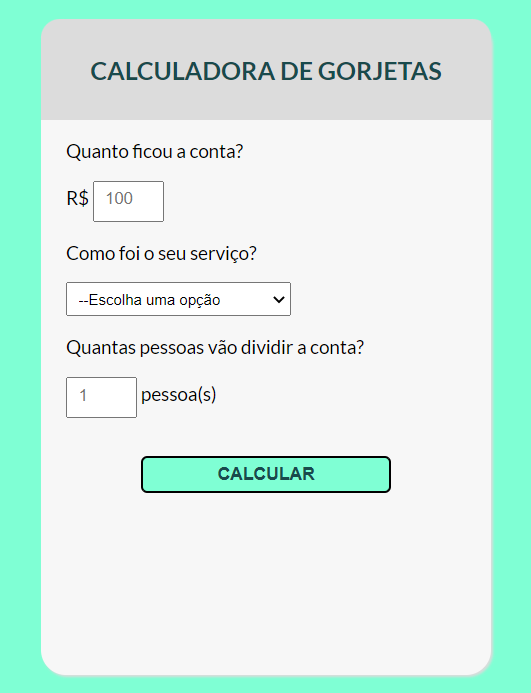 CALCULADORA DE GORJETAS
Quanto ficou a conta?
R$ 100
Como foi o seu serviço?
--Escolha uma opção
Quantas pessoas vão dividir a conta?
1 pessoa(s)
CALCULAR